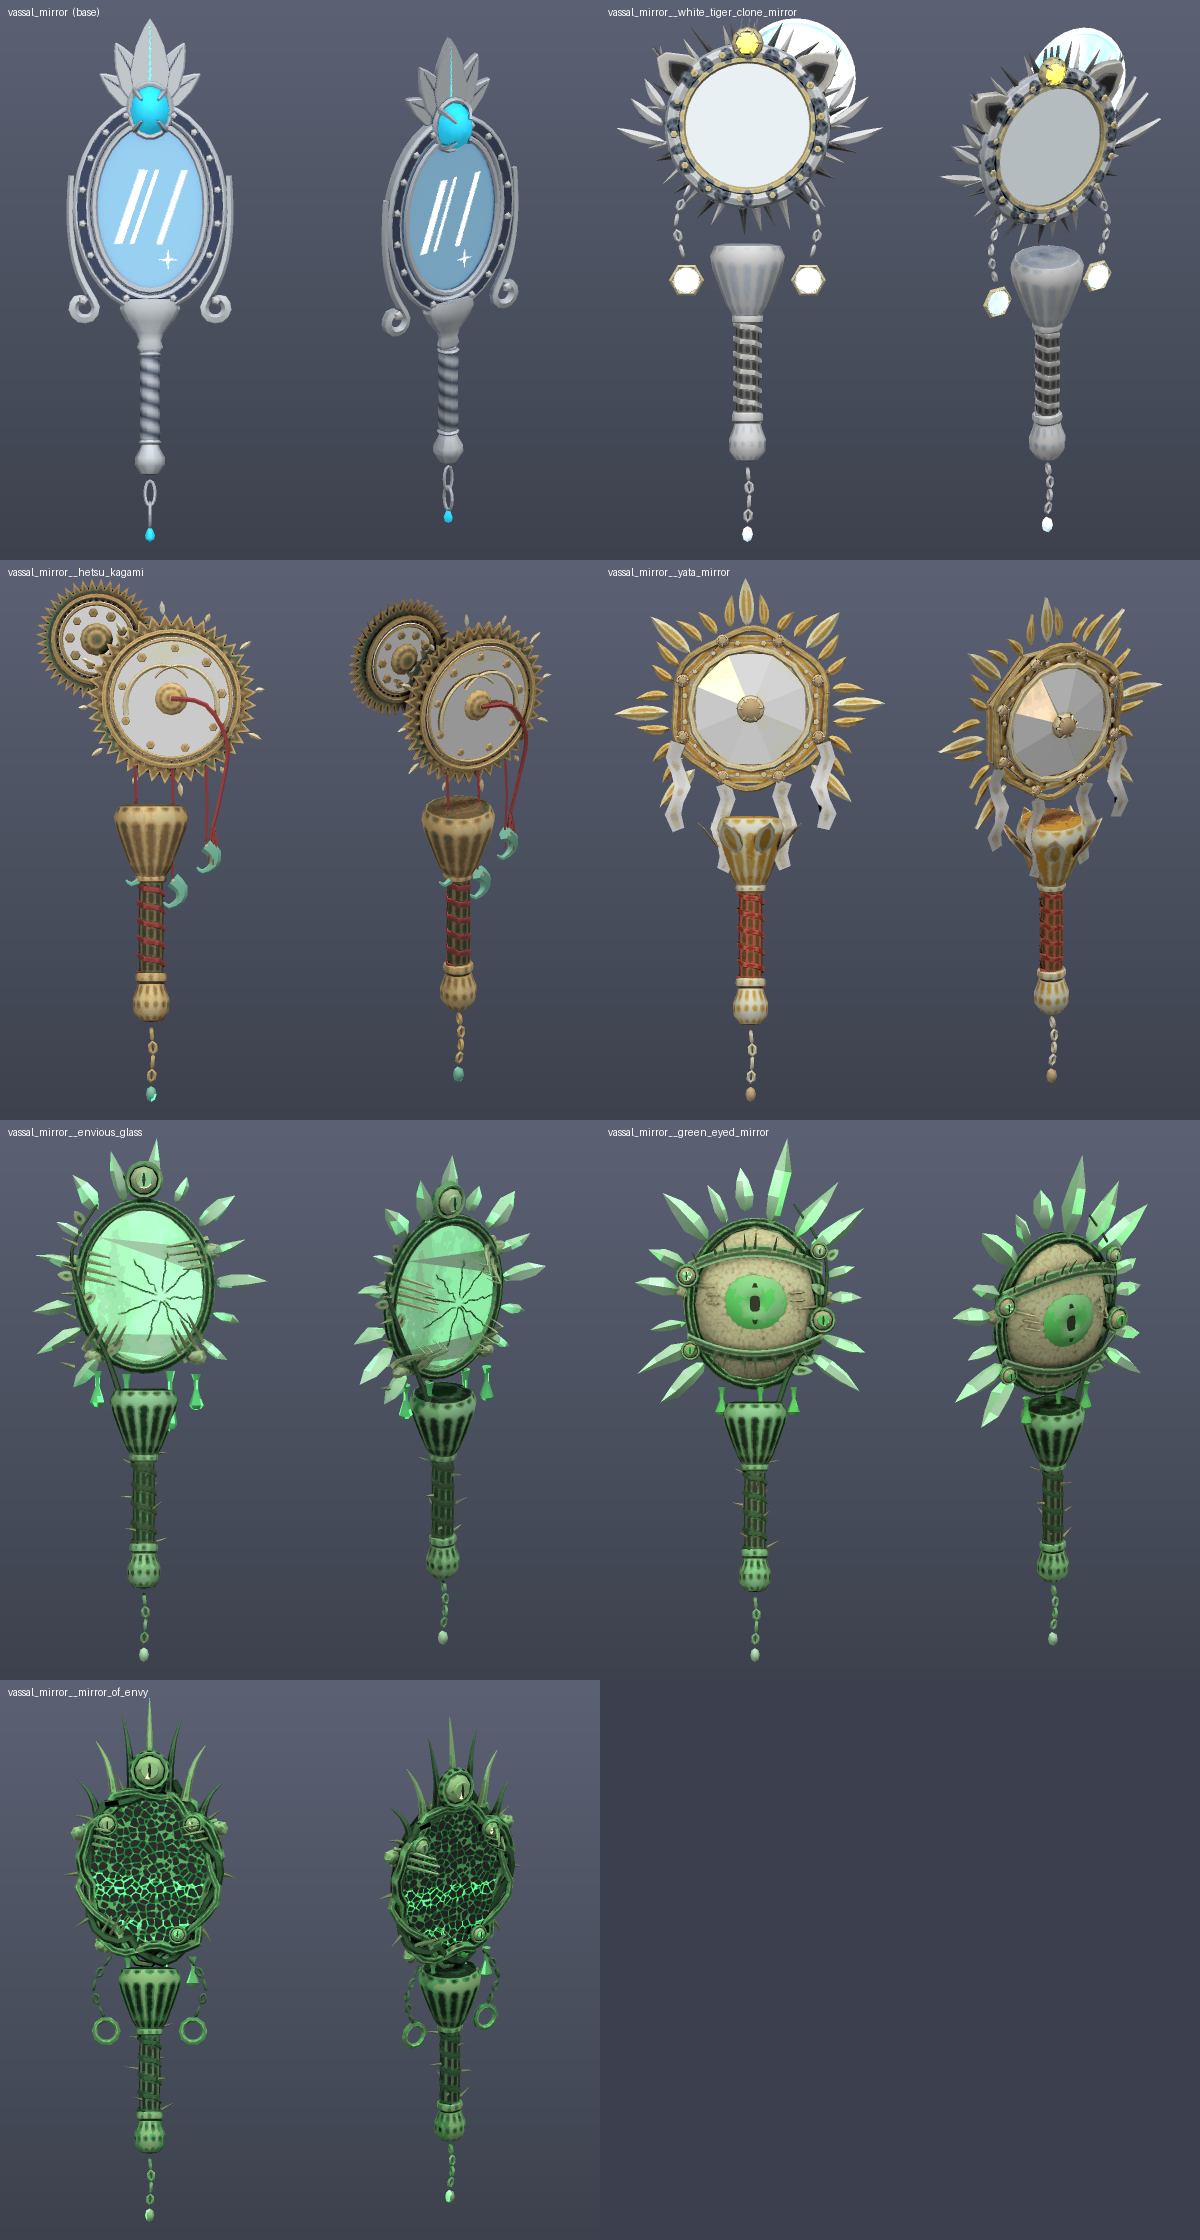 vassal_mirror (base)
vassal_mirror__white_tiger_clone_mirror
vassal_mirror__hetsu_kagami
vassal_mirror__yata_mirror
vassal_mirror__envious_glass
vassal_mirror__green_eyed_mirror
vassal_mirror__mirror_of_envy